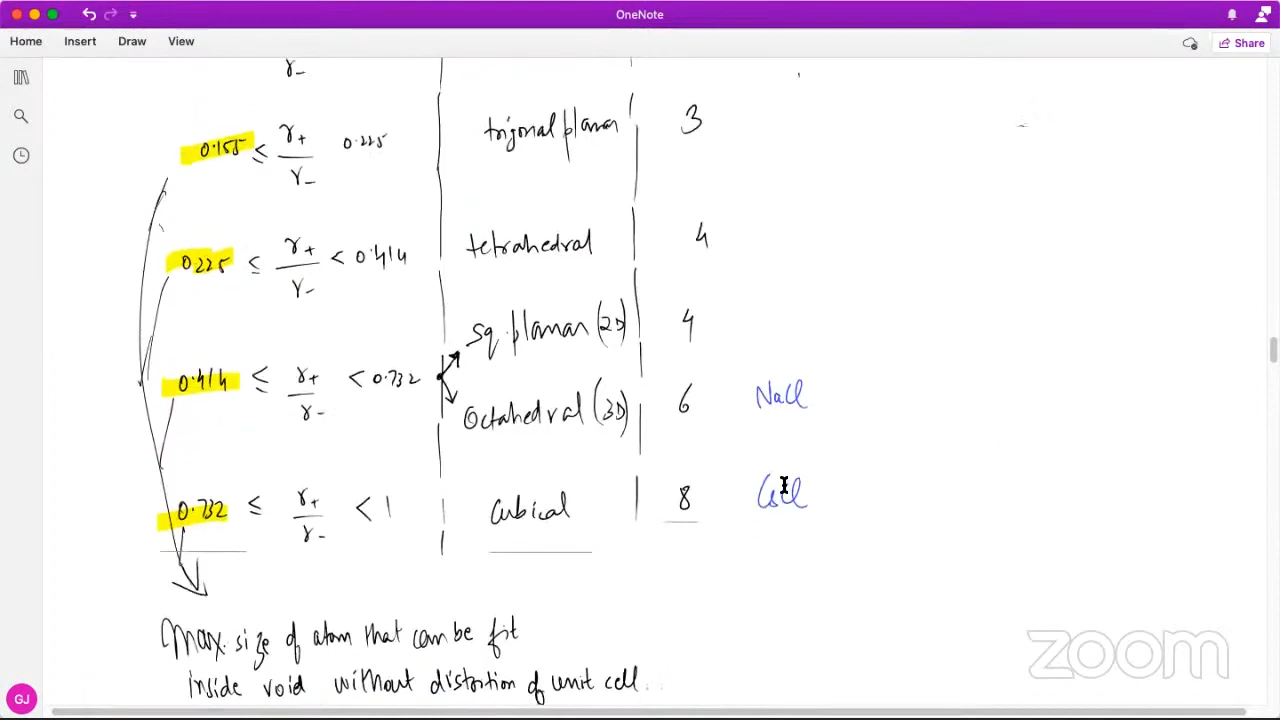 OneNote
Home Insert Draw View
Share
r-
0.155 ≤ r+/r- 0.225 trigonal planar 3
0.225 ≤ r+/r- < 0.414 tetrahedral 4
sq. planar (2D) 4
0.414 ≤ r+/r- < 0.732
Octahedral (3D) 6 NaCl
0.732 ≤ r+/r- < 1 Cubical 8 CsCl
Max. size of atom that can be fit
inside void without distortion of unit cell.
zoom
GJ